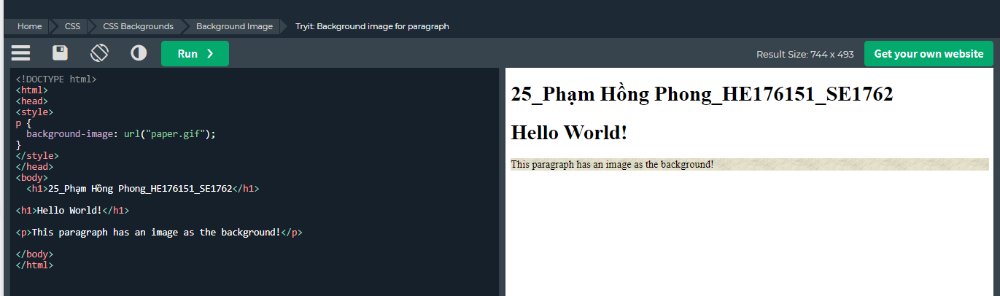 Home CSS CSS Backgrounds Background Image Tryit: Background image for paragraph
Run ❯ Result Size: 744 x 493 Get your own website
<!DOCTYPE html>
<html>
<head>
<style>
p {
  background-image: url("paper.gif");
}
</style>
</head>
<body>
  <h1>25_Phạm Hồng Phong_HE176151_SE1762</h1>
<h1>Hello World!</h1>
<p>This paragraph has an image as the background!</p>
</body>
</html>
25_Phạm Hồng Phong_HE176151_SE1762
Hello World!
This paragraph has an image as the background!